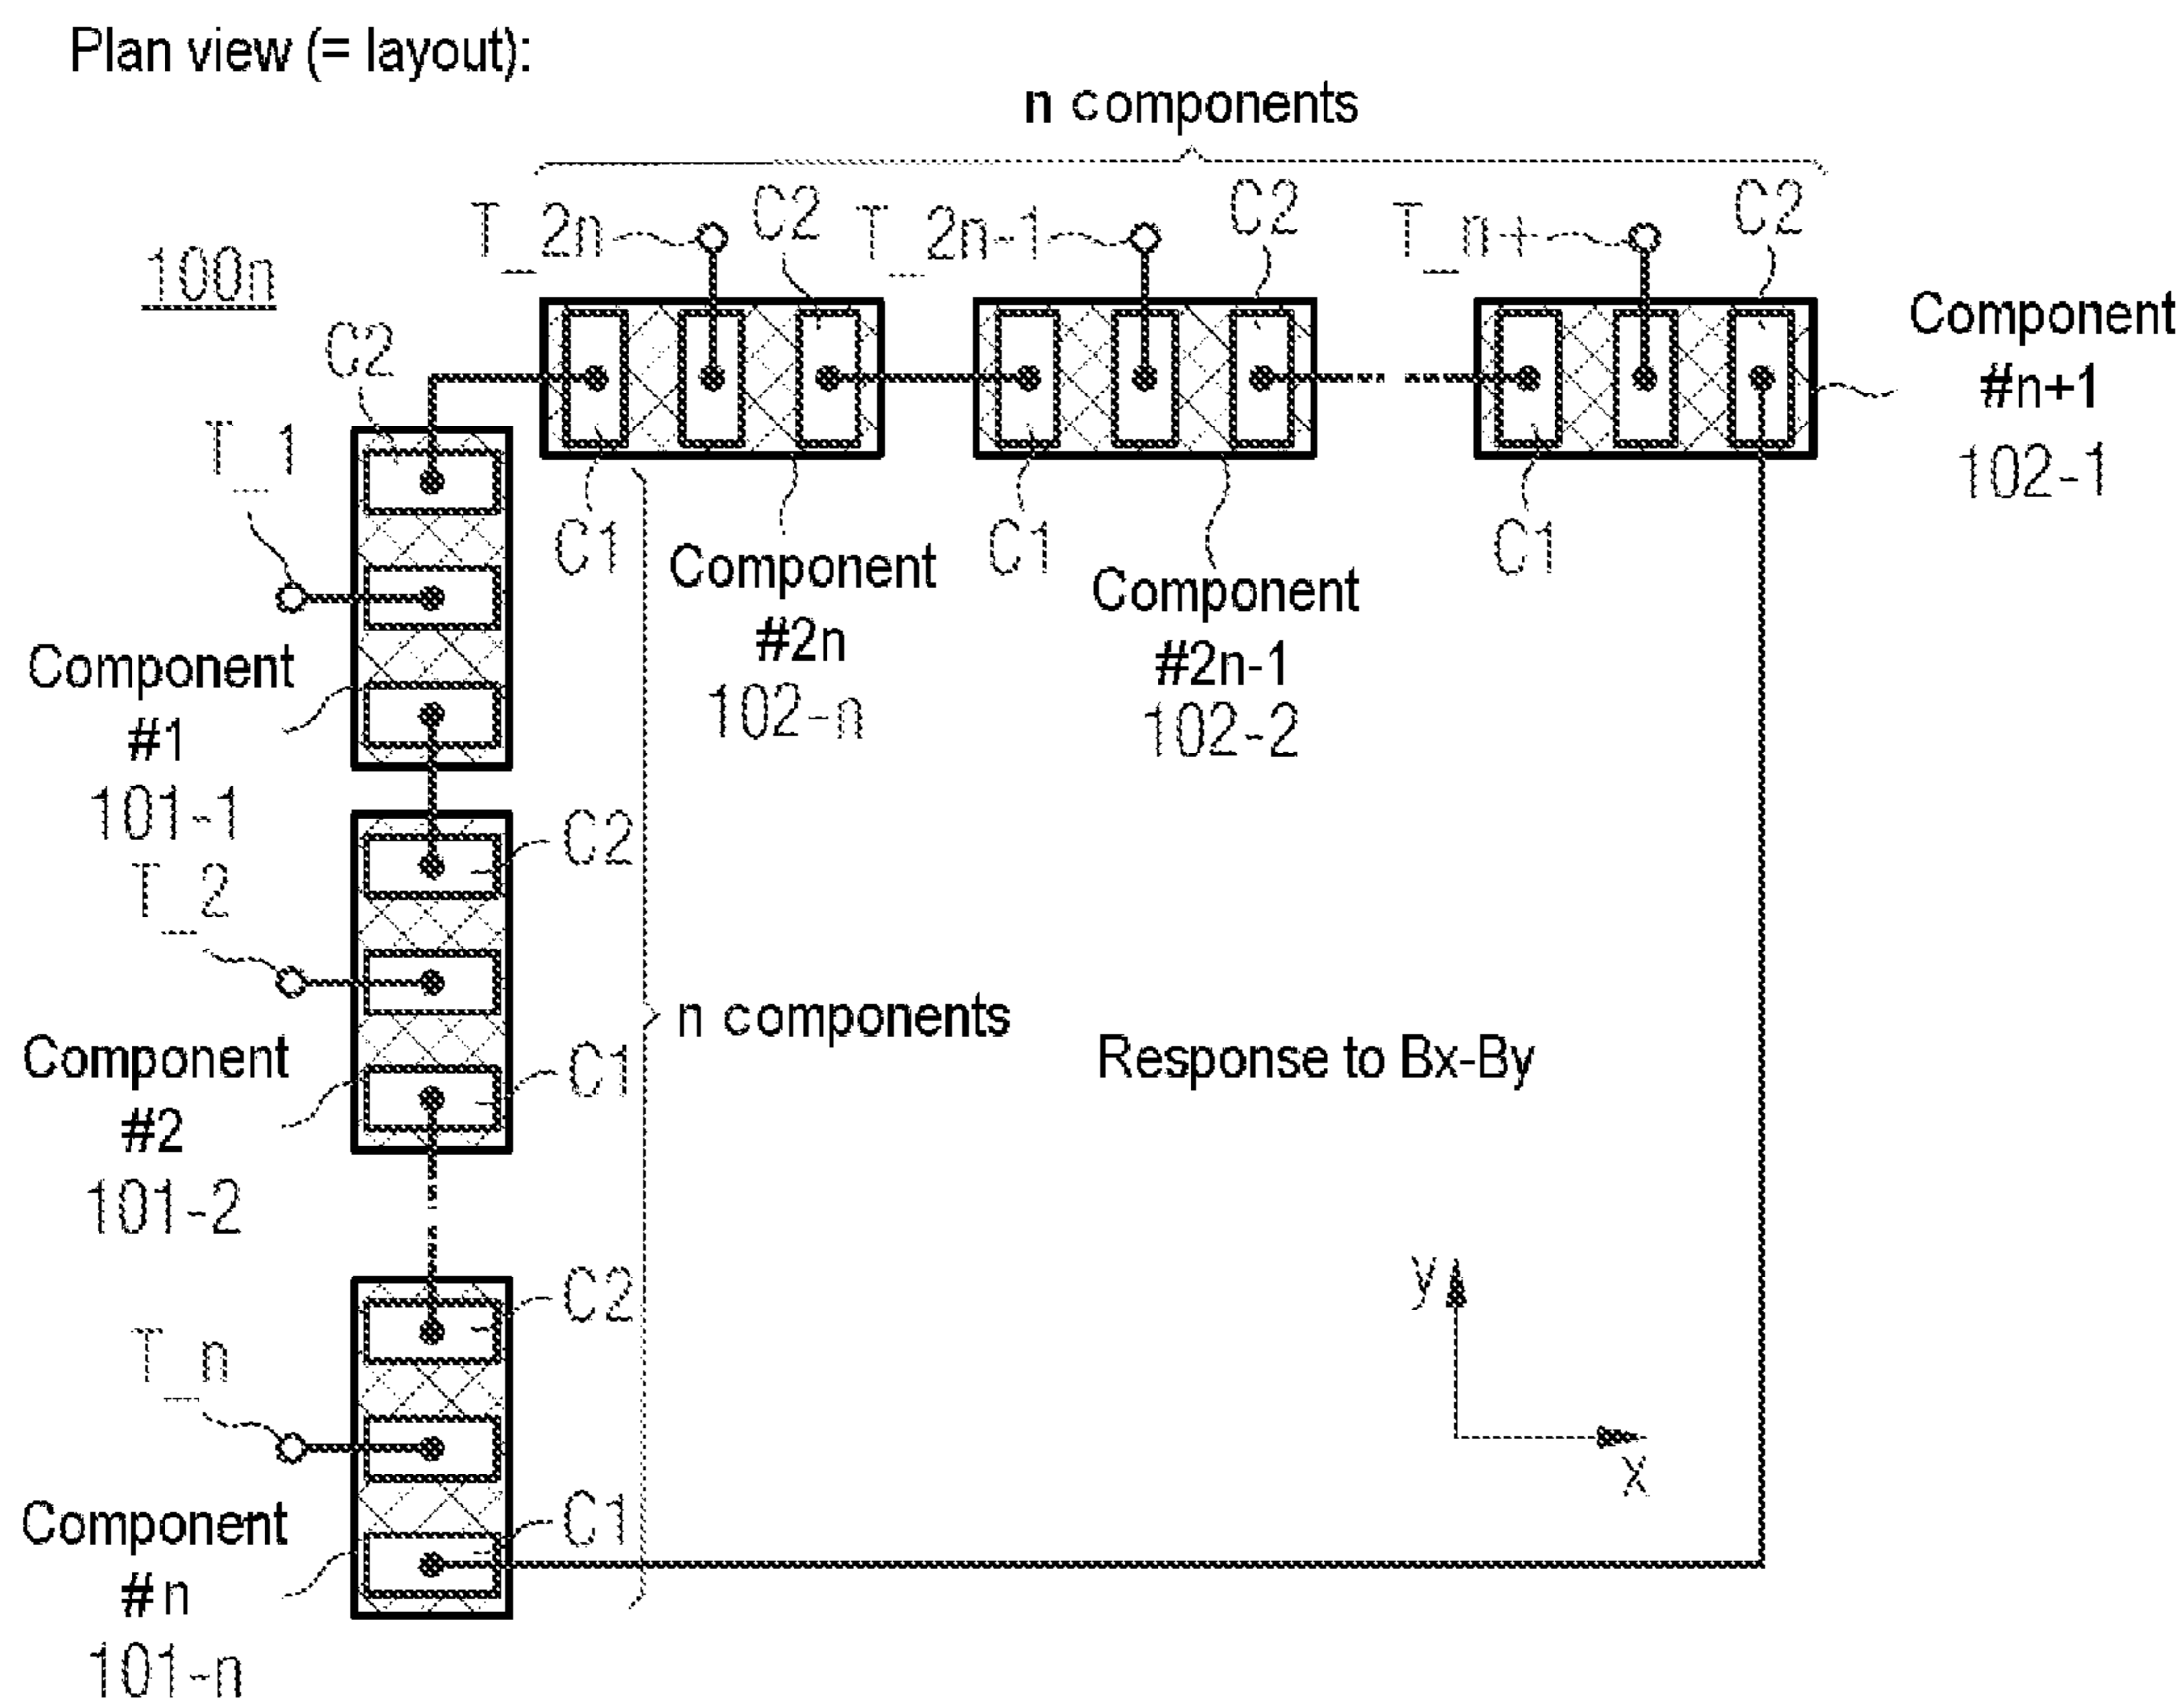 Plan view (= layout):
n components
T_2n
C2
T_2n-1
C2
T_n+
C2
100n
Component
#n+1
102-1
C2
T_1
C1
C1
C1
Component
#2n
102-n
Component
#2n-1
102-2
Component
#1
101-1
C2
T_2
n components
Response to Bx-By
Component
#2
101-2
C1
C2
T_n
y
x
Component
#n
101-n
C1